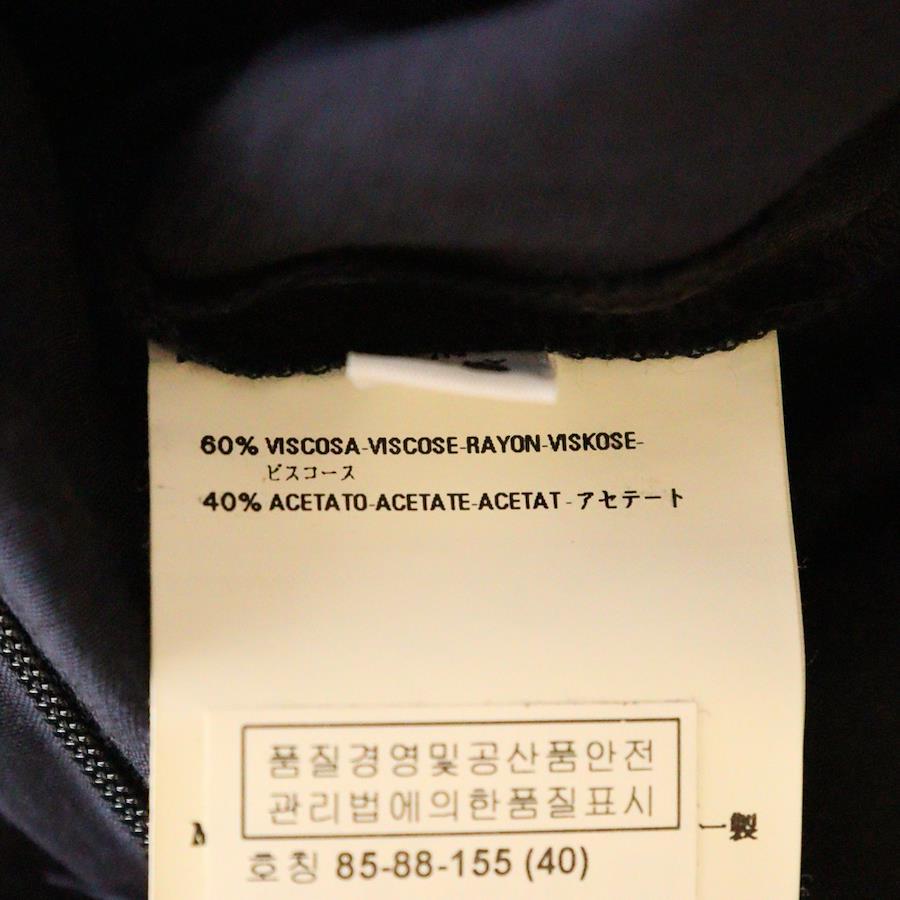 60% VISCOSA-VISCOSE-RAYON-VISKOSE-
ビスコース
40% ACETATO-ACETATE-ACETAT-アセテート
품질경영및공산품안전
관리법에의한품질표시
M
ー製
호칭 85-88-155 (40)